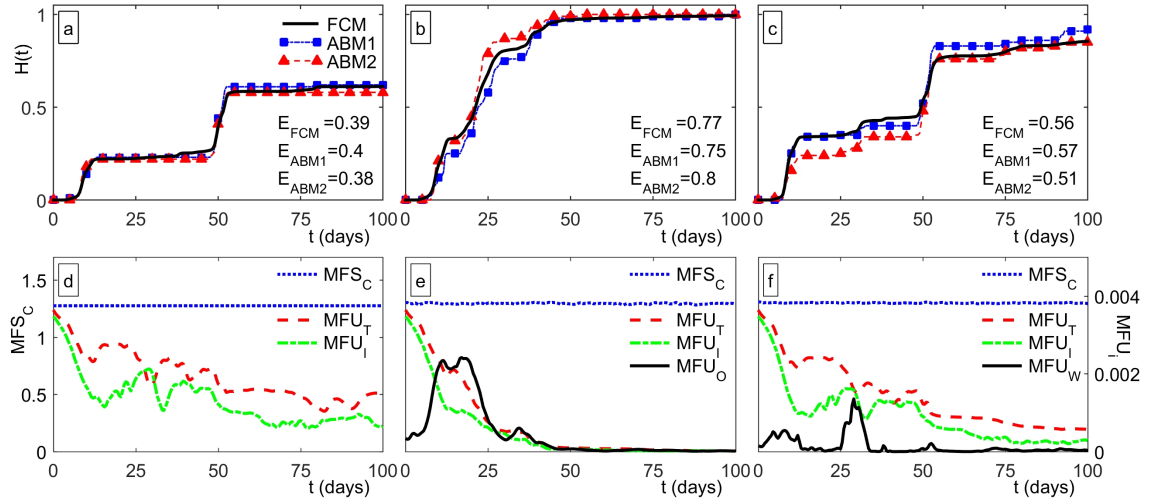 a
FCM
ABM1
ABM2
E_FCM =0.39
E_ABM1 =0.4
E_ABM2 =0.38
H(t)
1
0.5
0
0 25 50 75 100
t (days)
b
E_FCM =0.77
E_ABM1 =0.75
E_ABM2 =0.8
0 25 50 75 100
t (days)
c
E_FCM =0.56
E_ABM1 =0.57
E_ABM2 =0.51
0 25 50 75 100
t (days)
d
MFS_C
MFU_T
MFU_I
MFS_C
1.5
1
0.5
0
0 25 50 75 100
t (days)
e
MFS_C
MFU_T
MFU_I
MFU_O
0 25 50 75 100
t (days)
f
MFS_C
MFU_T
MFU_I
MFU_W
0.004
0.002
0
MFU_i
0 25 50 75 100
t (days)